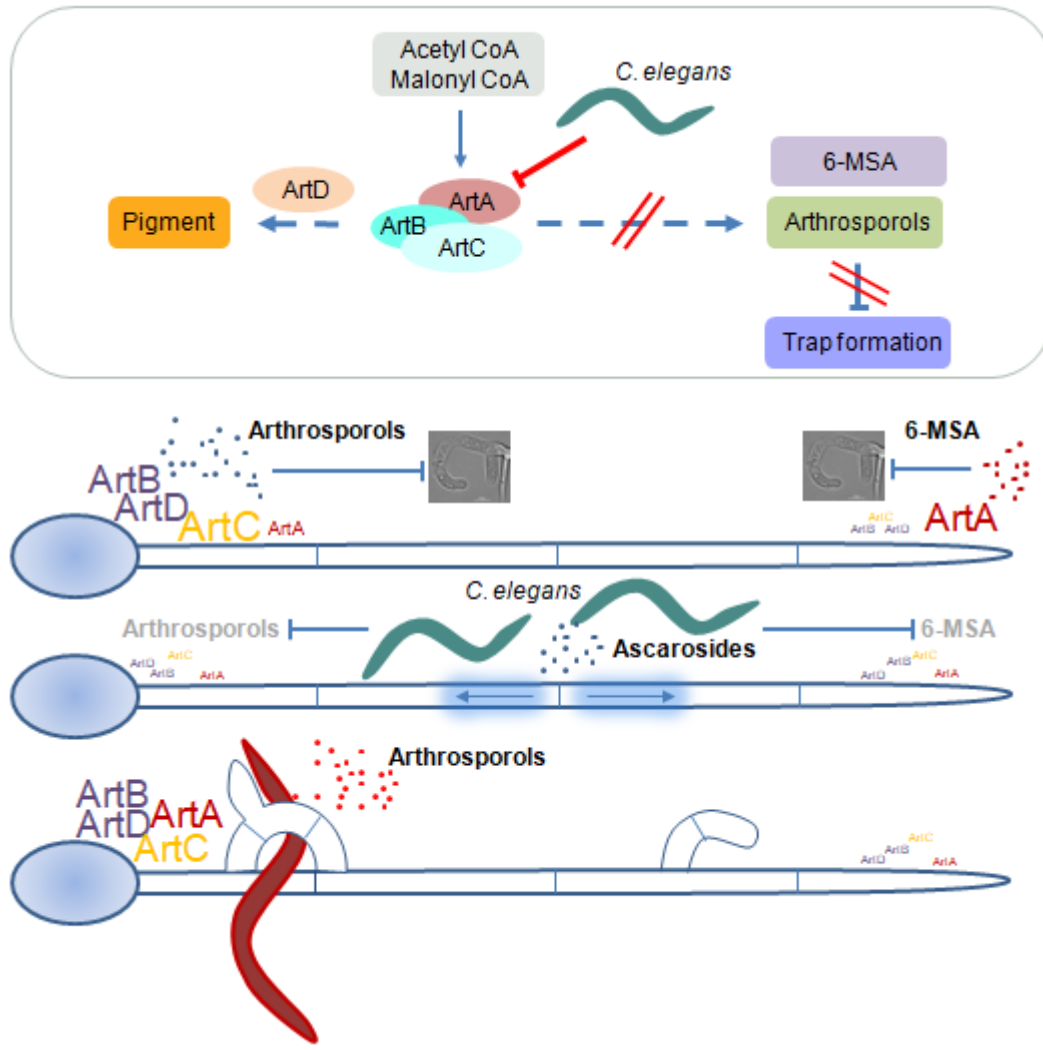 Acetyl CoA
Malonyl CoA
C. elegans
6-MSA
ArtD
ArtA
Pigment
ArtB
Arthrosporols
ArtC
Trap formation
Arthrosporols
6-MSA
ArtB
ArtD
ArtC
ArtA
ArtC
ArtB
ArtD
ArtA
C. elegans
Arthrosporols
6-MSA
Ascarosides
ArtD
ArtC
ArtB
ArtA
ArtC
ArtB
ArtD
ArtA
Arthrosporols
ArtB
ArtD
ArtA
ArtC
ArtC
ArtB
ArtD
ArtA